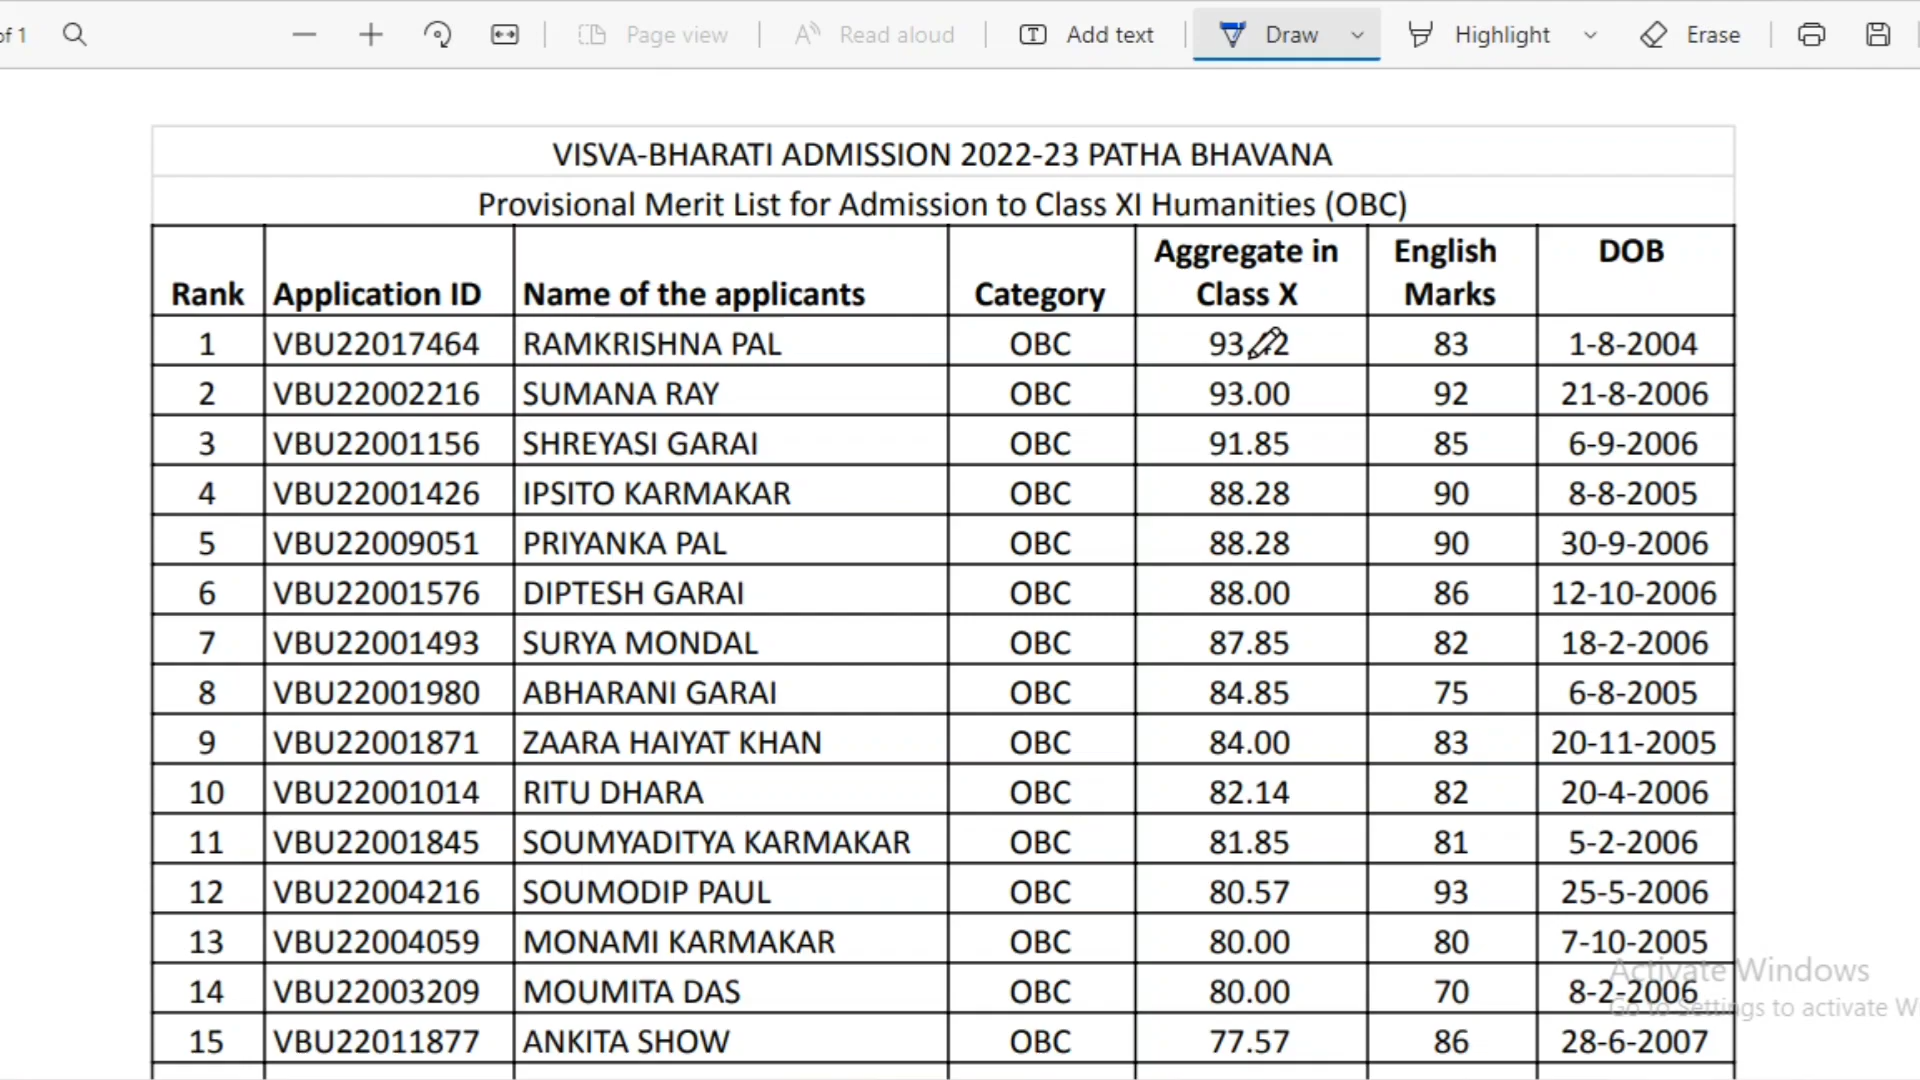 of 1 Page view Read aloud Add text Draw Highlight Erase
VISVA-BHARATI ADMISSION 2022-23 PATHA BHAVANA
Provisional Merit List for Admission to Class XI Humanities (OBC)
Rank Application ID Name of the applicants Category Aggregate in Class X English Marks DOB
1 VBU22017464 RAMKRISHNA PAL OBC 83 1-8-2004
2 VBU22002216 SUMANA RAY OBC 93.00 92 21-8-2006
3 VBU22001156 SHREYASI GARAI OBC 91.85 85 6-9-2006
4 VBU22001426 IPSITO KARMAKAR OBC 88.28 90 8-8-2005
5 VBU22009051 PRIYANKA PAL OBC 88.28 90 30-9-2006
6 VBU22001576 DIPTESH GARAI OBC 88.00 86 12-10-2006
7 VBU22001493 SURYA MONDAL OBC 87.85 82 18-2-2006
8 VBU22001980 ABHARANI GARAI OBC 84.85 75 6-8-2005
9 VBU22001871 ZAARA HAIYAT KHAN OBC 84.00 83 20-11-2005
10 VBU22001014 RITU DHARA OBC 82.14 82 20-4-2006
11 VBU22001845 SOUMYADITYA KARMAKAR OBC 81.85 81 5-2-2006
12 VBU22004216 SOUMODIP PAUL OBC 80.57 93 25-5-2006
13 VBU22004059 MONAMI KARMAKAR OBC 80.00 80 7-10-2005
14 VBU22003209 MOUMITA DAS OBC 80.00 70 8-2-2006
15 VBU22011877 ANKITA SHOW OBC 77.57 86 28-6-2007
Activate Windows
Go to Settings to activate W